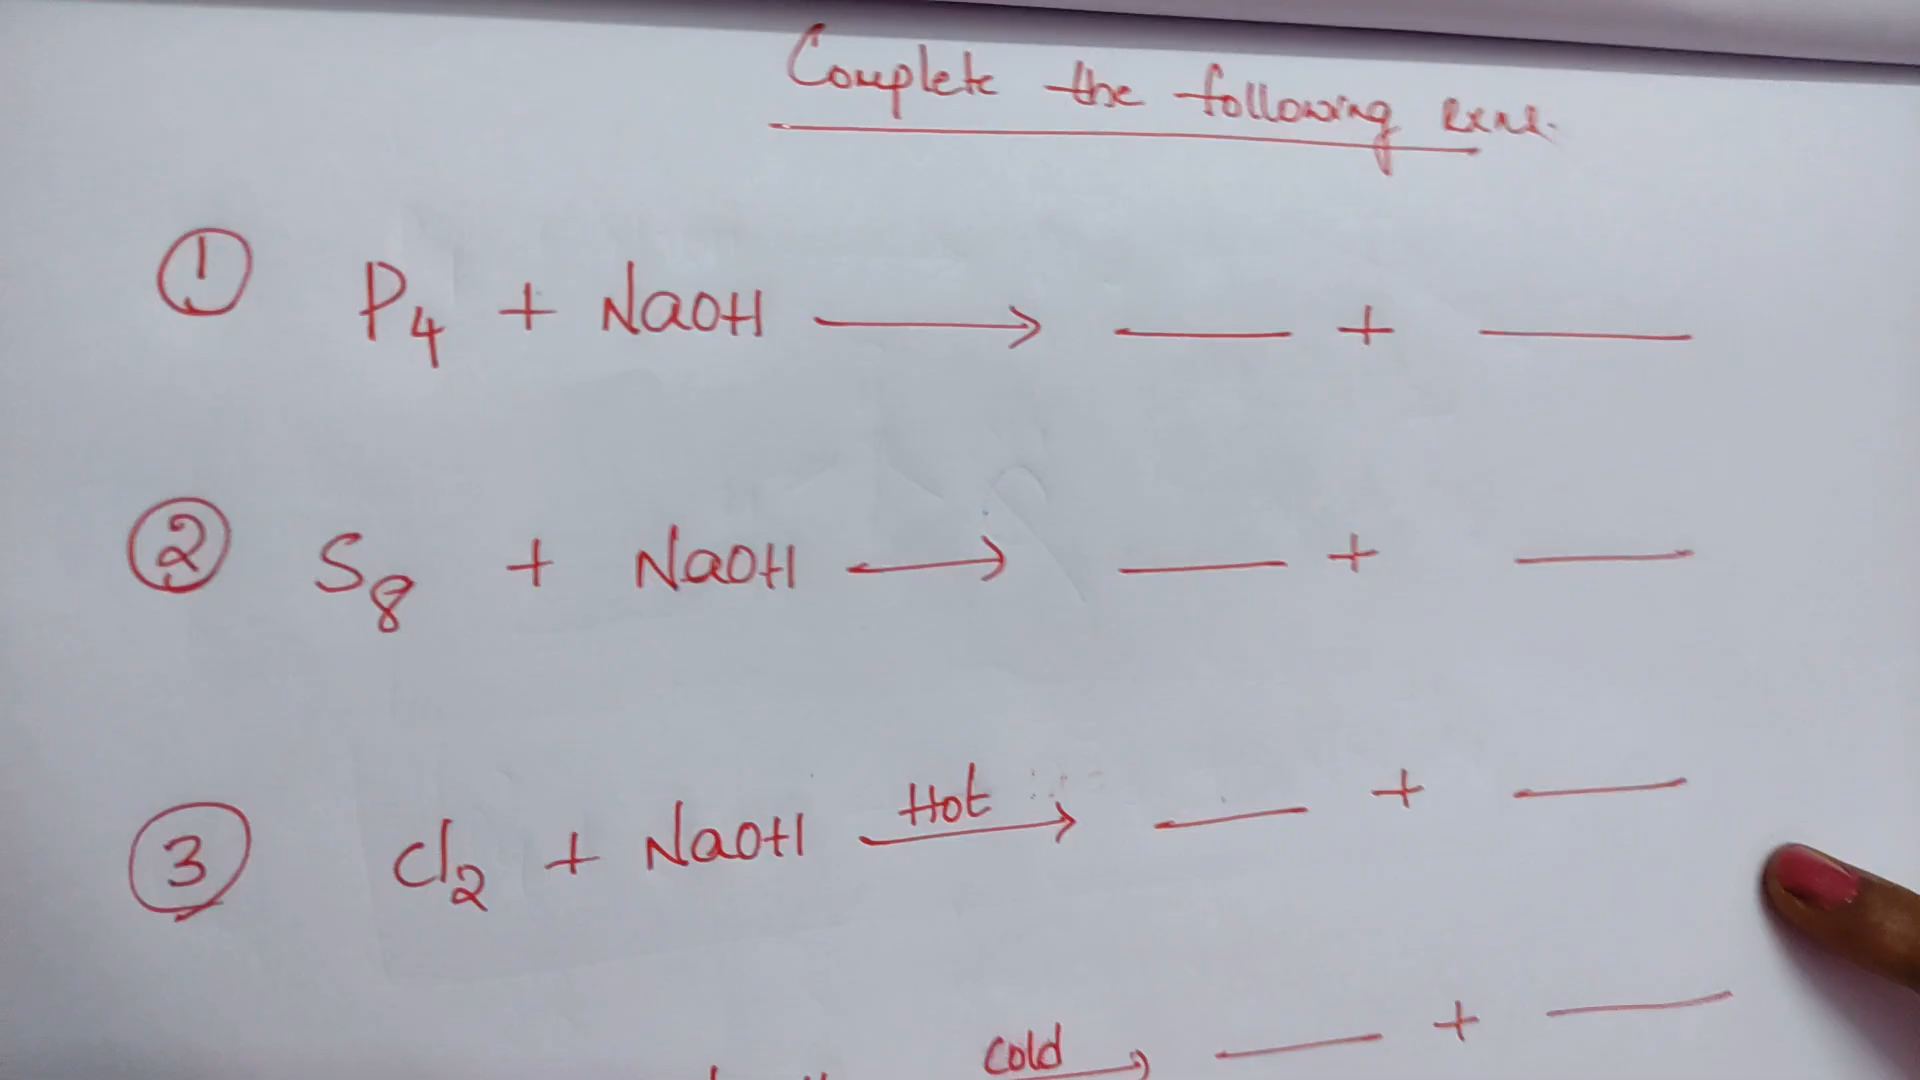 Complete the following rxns.
① P₄ + NaOH ⟶ ___ + ___
② S₈ + NaOH ⟶ ___ + ___
③ Cl₂ + NaOH Hot⟶ ___ + ___
cold⟶ ___ + ___